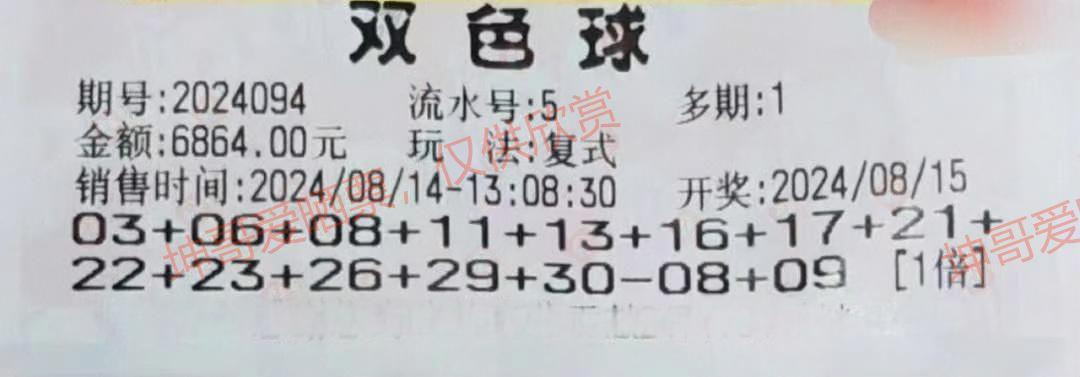 双色球
期号:2024094 流水号:5 多期:1
金额:6864.00元 玩 法:复式
销售时间:2024/08/14-13:08:30 开奖:2024/08/15
03+06+08+11+13+16+17+21+
22+23+26+29+30-08+09 [1倍]
坤哥爱 仅供欣赏
坤哥爱